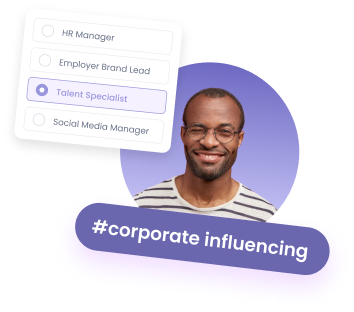 HR Manager
Employer Brand Lead
Talent Specialist
Social Media Manager
#corporate influencing